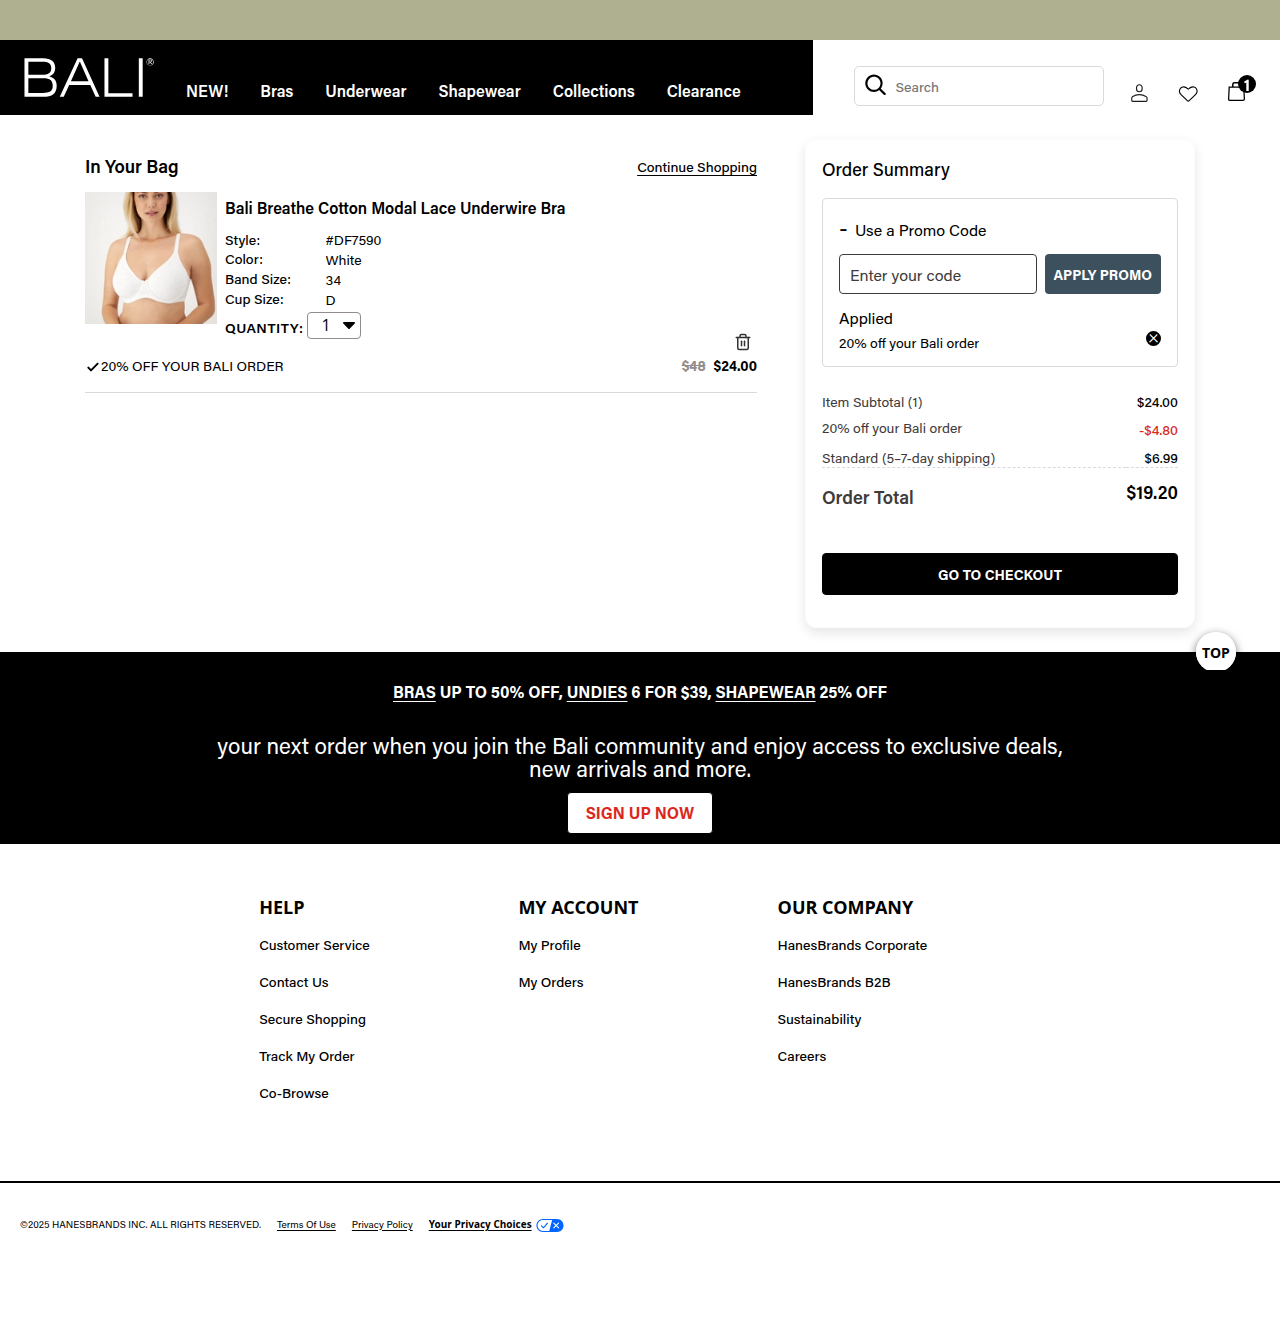 BALI®
NEW! Bras Underwear Shapewear Collections Clearance
Search
1
In Your Bag
Continue Shopping
Bali Breathe Cotton Modal Lace Underwire Bra
Style: #DF7590
Color: White
Band Size: 34
Cup Size: D
QUANTITY: 1
20% OFF YOUR BALI ORDER
$48 $24.00
Order Summary
- Use a Promo Code
Enter your code
APPLY PROMO
Applied
20% off your Bali order
Item Subtotal (1) $24.00
20% off your Bali order -$4.80
Standard (5–7-day shipping) $6.99
Order Total $19.20
GO TO CHECKOUT
TOP
BRAS UP TO 50% OFF, UNDIES 6 FOR $39, SHAPEWEAR 25% OFF
your next order when you join the Bali community and enjoy access to exclusive deals,
new arrivals and more.
SIGN UP NOW
HELP
Customer Service
Contact Us
Secure Shopping
Track My Order
Co-Browse
MY ACCOUNT
My Profile
My Orders
OUR COMPANY
HanesBrands Corporate
HanesBrands B2B
Sustainability
Careers
©2025 HANESBRANDS INC. ALL RIGHTS RESERVED. Terms Of Use Privacy Policy Your Privacy Choices